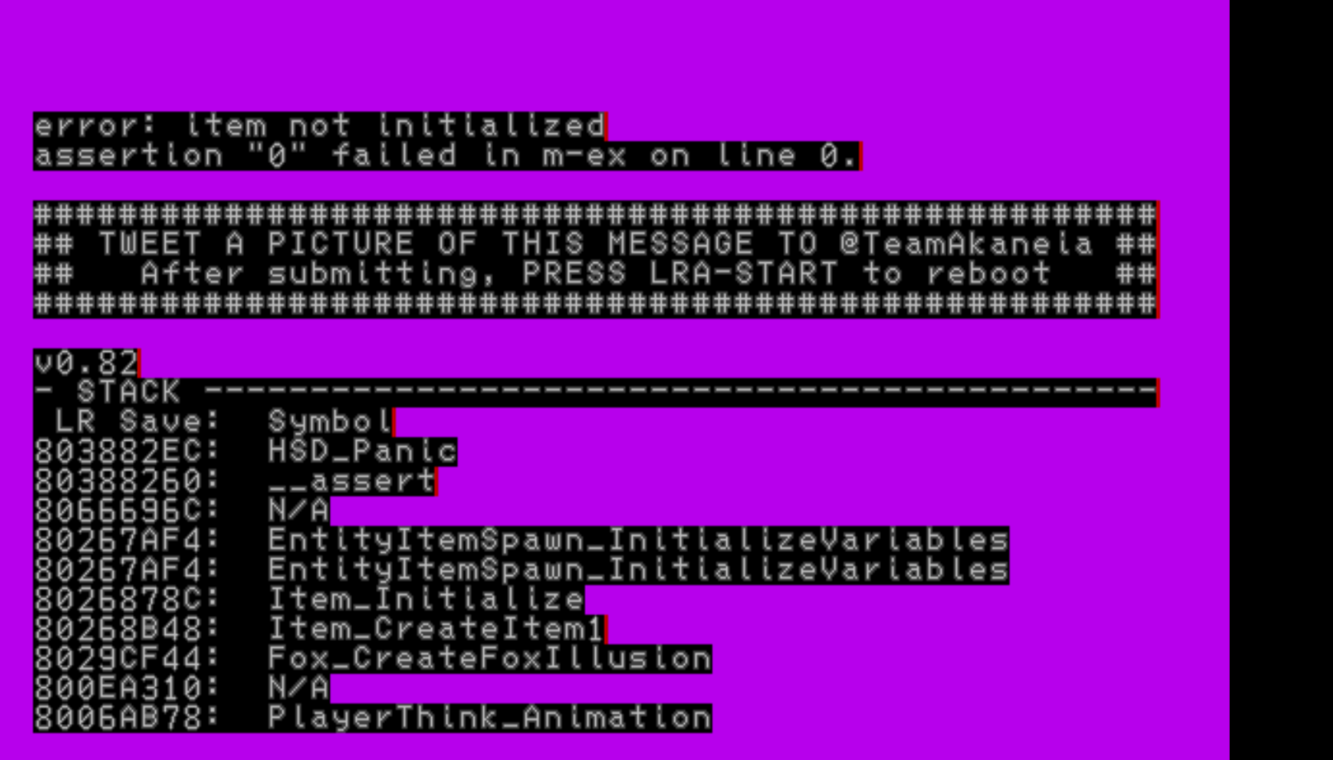 error: item not initialized
assertion "0" failed in m-ex on line 0.
#####################################################
## TWEET A PICTURE OF THIS MESSAGE TO @TeamAkaneia ##
##   After submitting, PRESS LRA-START to reboot   ##
#####################################################
v0.82
- STACK ---------------------------------------------
LR Save:  Symbol
803882EC:  HSD_Panic
80388260:  __assert
8066696C:  N/A
80267AF4:  EntityItemSpawn_InitializeVariables
80267AF4:  EntityItemSpawn_InitializeVariables
8026878C:  Item_Initialize
80268B48:  Item_CreateItem1
8029CF44:  Fox_CreateFoxIllusion
800EA310:  N/A
8006AB78:  PlayerThink_Animation